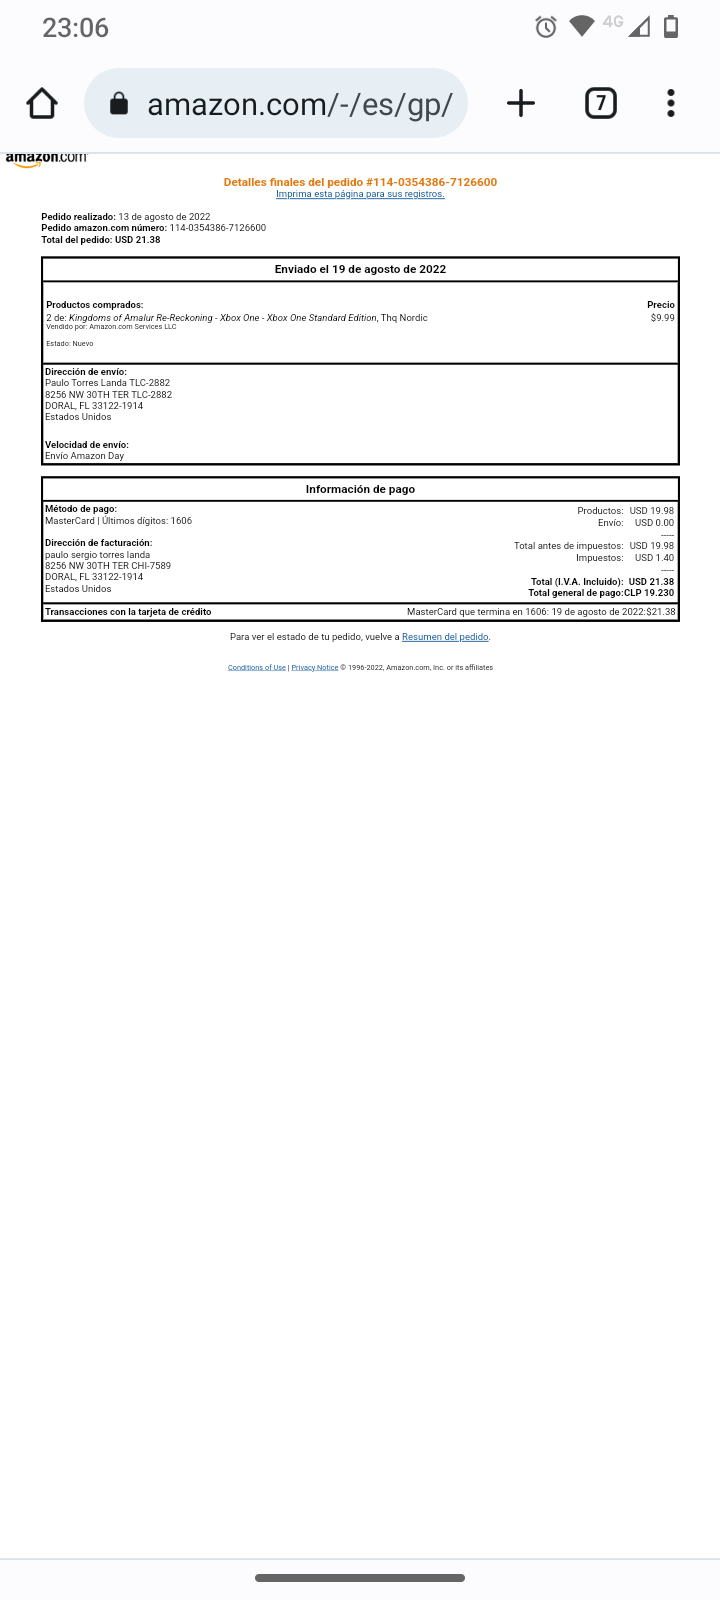 23:06
4G
amazon.com/-/es/gp/
7
amazon.com
Detalles finales del pedido #114-0354386-7126600
Imprima esta página para sus registros.
Pedido realizado: 13 de agosto de 2022
Pedido amazon.com número: 114-0354386-7126600
Total del pedido: USD 21.38
Enviado el 19 de agosto de 2022
Productos comprados: Precio
2 de: Kingdoms of Amalur Re-Reckoning - Xbox One - Xbox One Standard Edition, Thq Nordic $9.99
Vendido por: Amazon.com Services LLC
Estado: Nuevo
Dirección de envío:
Paulo Torres Landa TLC-2882
8256 NW 30TH TER TLC-2882
DORAL, FL 33122-1914
Estados Unidos
Velocidad de envío:
Envío Amazon Day
Información de pago
Método de pago:
MasterCard | Últimos dígitos: 1606
Dirección de facturación:
paulo sergio torres landa
8256 NW 30TH TER CHI-7589
DORAL, FL 33122-1914
Estados Unidos
Productos: USD 19.98
Envío: USD 0.00
-----
Total antes de impuestos: USD 19.98
Impuestos: USD 1.40
-----
Total (I.V.A. Incluido): USD 21.38
Total general de pago:CLP 19.230
Transacciones con la tarjeta de crédito MasterCard que termina en 1606: 19 de agosto de 2022:$21.38
Para ver el estado de tu pedido, vuelve a Resumen del pedido.
Conditions of Use | Privacy Notice © 1996-2022, Amazon.com, Inc. or its affiliates